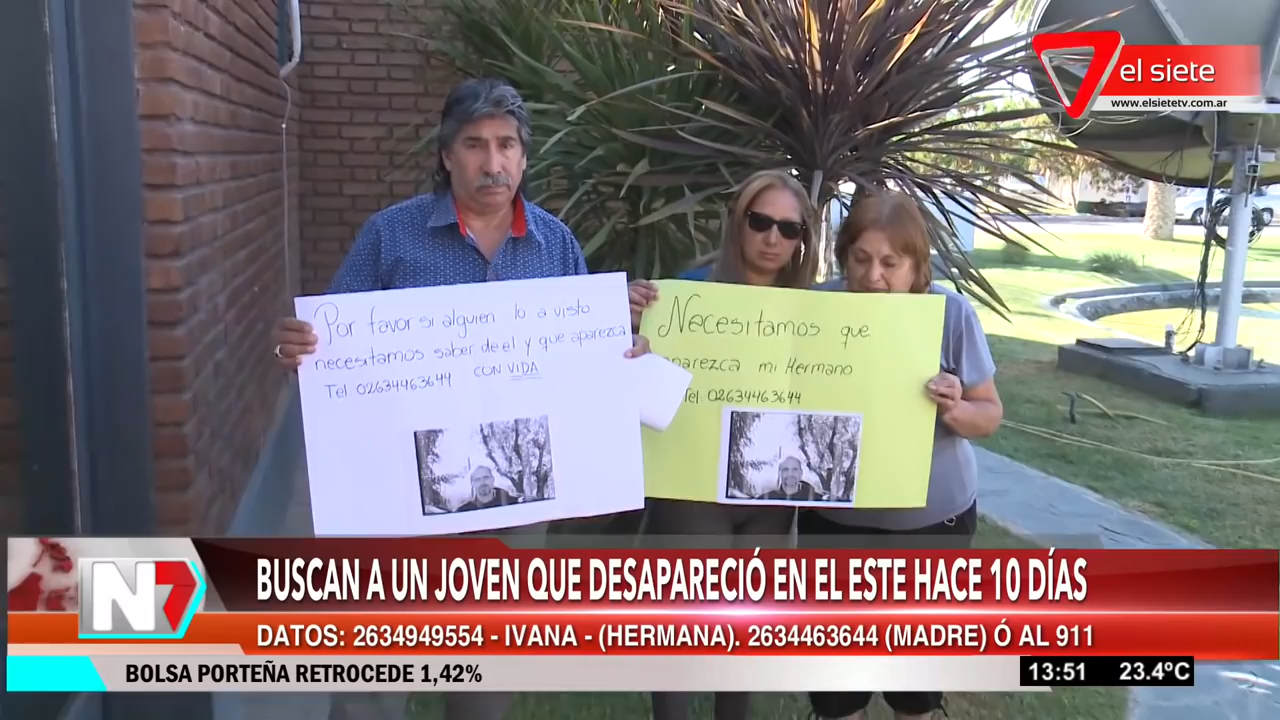 el siete
www.elsietetv.com.ar
Por favor si alguien lo a visto
necesitamos saber de el y que aparezca
Tel 02634463644 CON VIDA
Necesitamos que
aparezca mi Hermano
Tel: 02634463644
N7
BUSCAN A UN JOVEN QUE DESAPARECIÓ EN EL ESTE HACE 10 DÍAS
DATOS: 2634949554 - IVANA - (HERMANA). 2634463644 (MADRE) Ó AL 911
BOLSA PORTEÑA RETROCEDE 1,42%
13:51 23.4°C